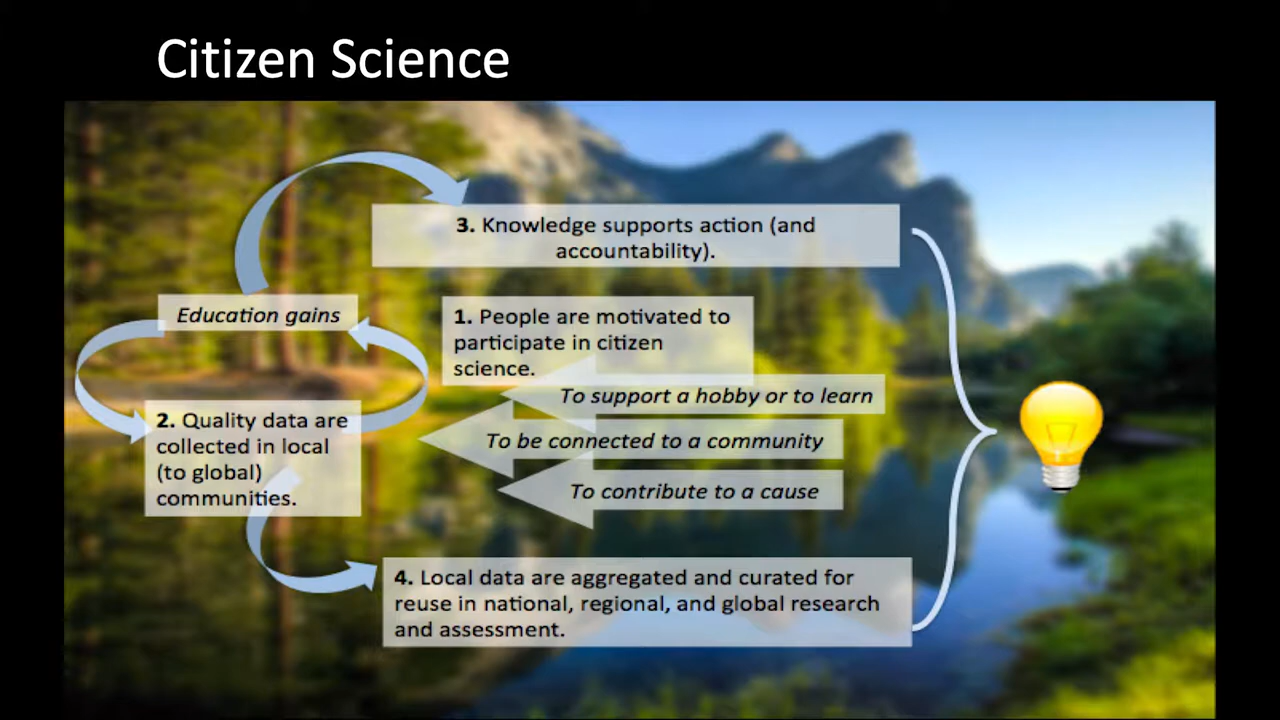 Citizen Science
3. Knowledge supports action (and
accountability).
Education gains
1. People are motivated to
participate in citizen
science.
To support a hobby or to learn
To be connected to a community
To contribute to a cause
2. Quality data are
collected in local
(to global)
communities.
4. Local data are aggregated and curated for
reuse in national, regional, and global research
and assessment.